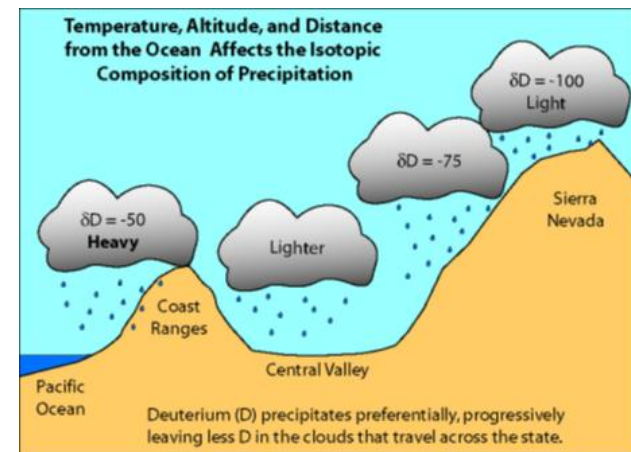 Temperature, Altitude, and Distance
from the Ocean Affects the Isotopic
Composition of Precipitation
δD = -100
Light
δD = -75
Sierra
Nevada
δD = -50
Heavy
Lighter
Coast
Ranges
Central Valley
Pacific
Ocean
Deuterium (D) precipitates preferentially, progressively
leaving less D in the clouds that travel across the state.